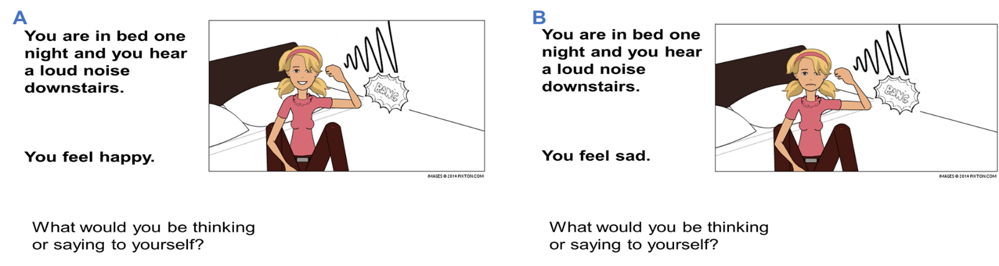 A
You are in bed one
night and you hear
a loud noise
downstairs.
BANG
You feel happy.
IMAGES © 2014 PIXTON.COM
What would you be thinking
or saying to yourself?
B
You are in bed one
night and you hear
a loud noise
downstairs.
BANG
You feel sad.
IMAGES © 2014 PIXTON.COM
What would you be thinking
or saying to yourself?